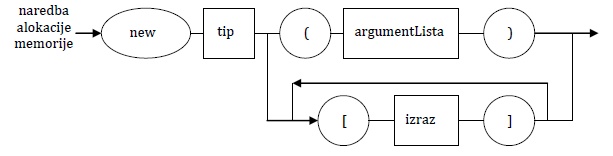 naredba
alokacije
memorije
new
tip
(
argumentLista
)
[
izraz
]